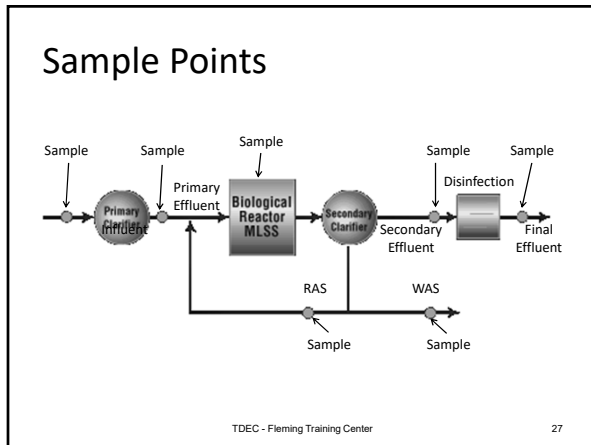 Sample Points
Sample
Sample
Sample
Sample
Sample
Primary
Effluent
Disinfection
Primary
Clarifier
Influent
Biological
Reactor
MLSS
Secondary
Clarifier
Secondary
Effluent
Final
Effluent
RAS
WAS
Sample
Sample
TDEC - Fleming Training Center
27